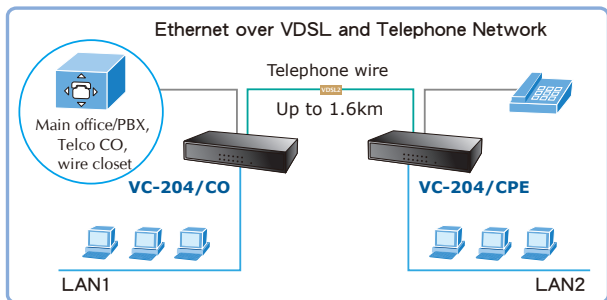 Ethernet over VDSL and Telephone Network
Telephone wire
VDSL2
Up to 1.6km
Main office/PBX,
Telco CO,
wire closet
VC-204/CO
VC-204/CPE
LAN1
LAN2